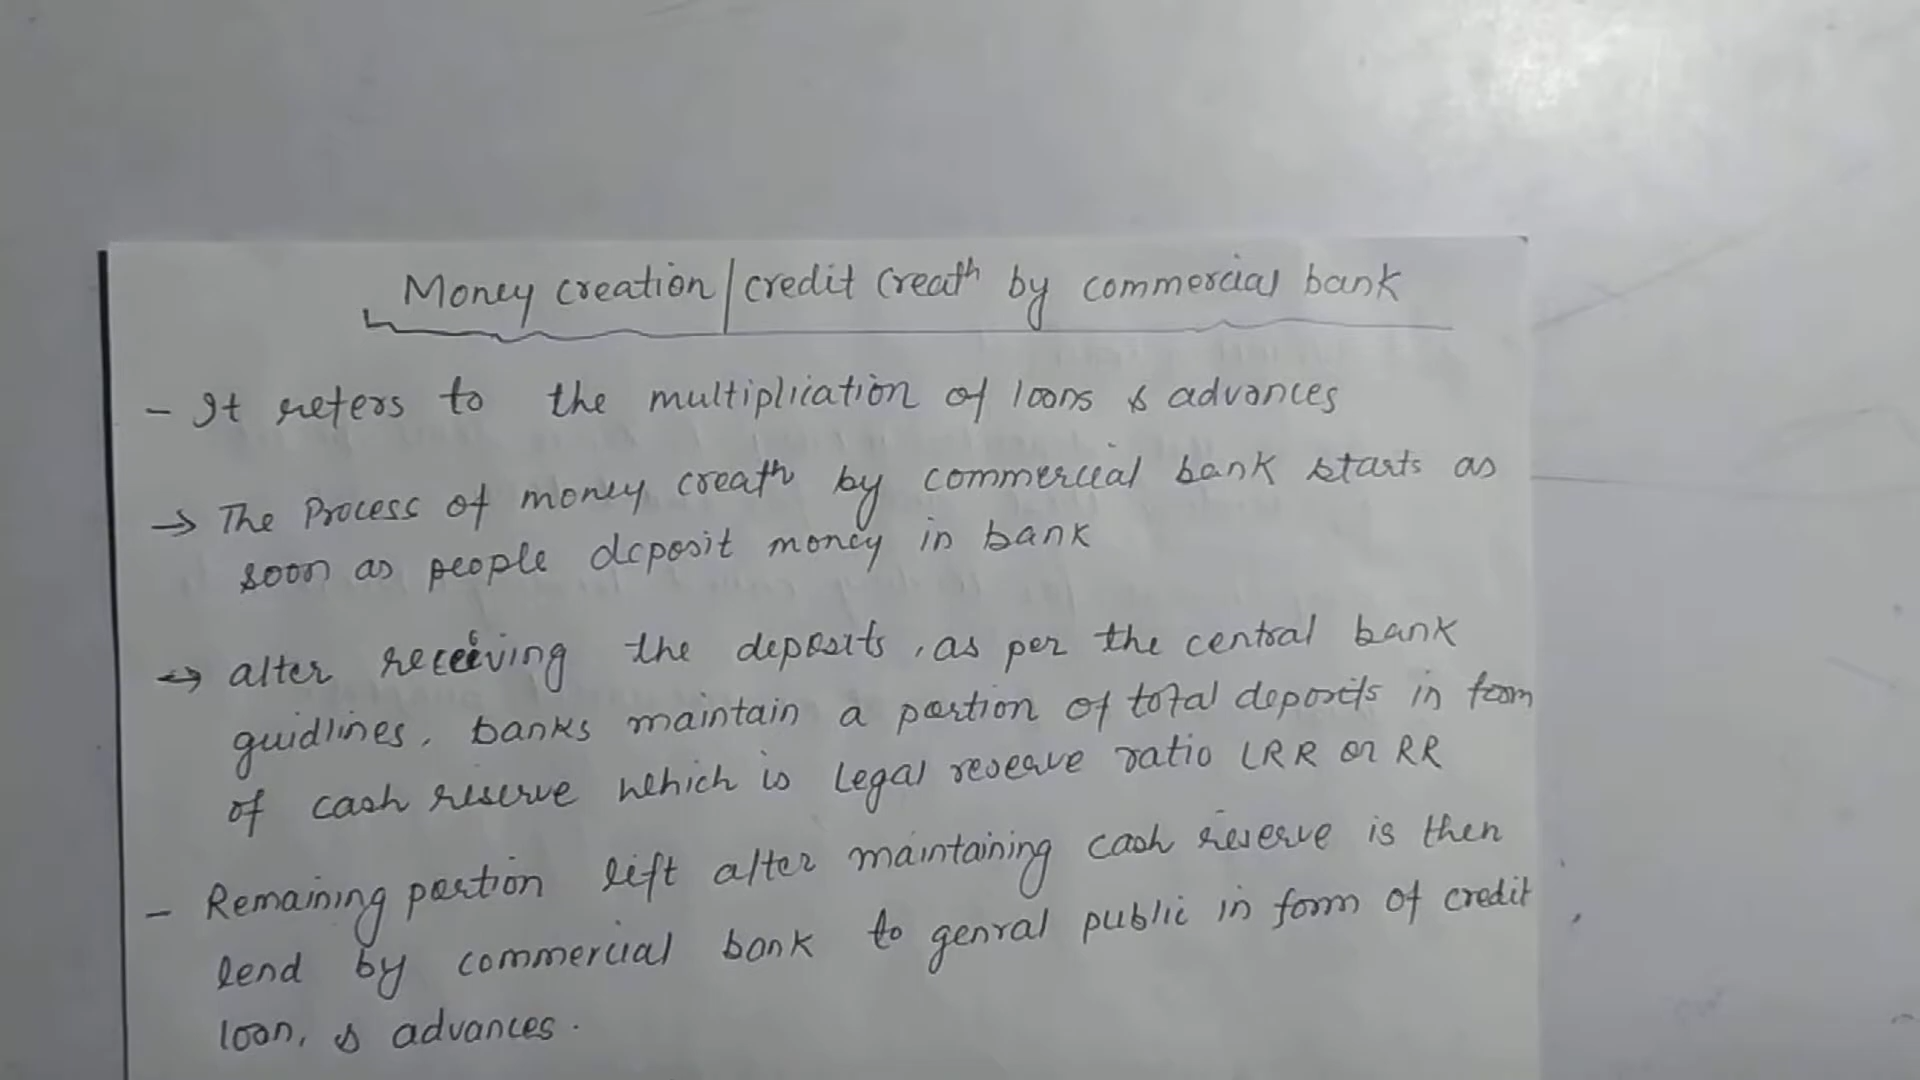 Money creation/credit creatn by commercial bank
- It refers to the multiplication of loans & advances
→ The Process of money creatn by commercial bank starts as
soon as people deposit money in bank
→ after receiving the deposits, as per the central bank
guidlines, banks maintain a portion of total deposits in form
of cash reserve which is Legal reserve ratio LRR or RR
- Remaining portion left after maintaining cash reserve is then
lend by commercial bank to genral public in form of credit,
loan, & advances.